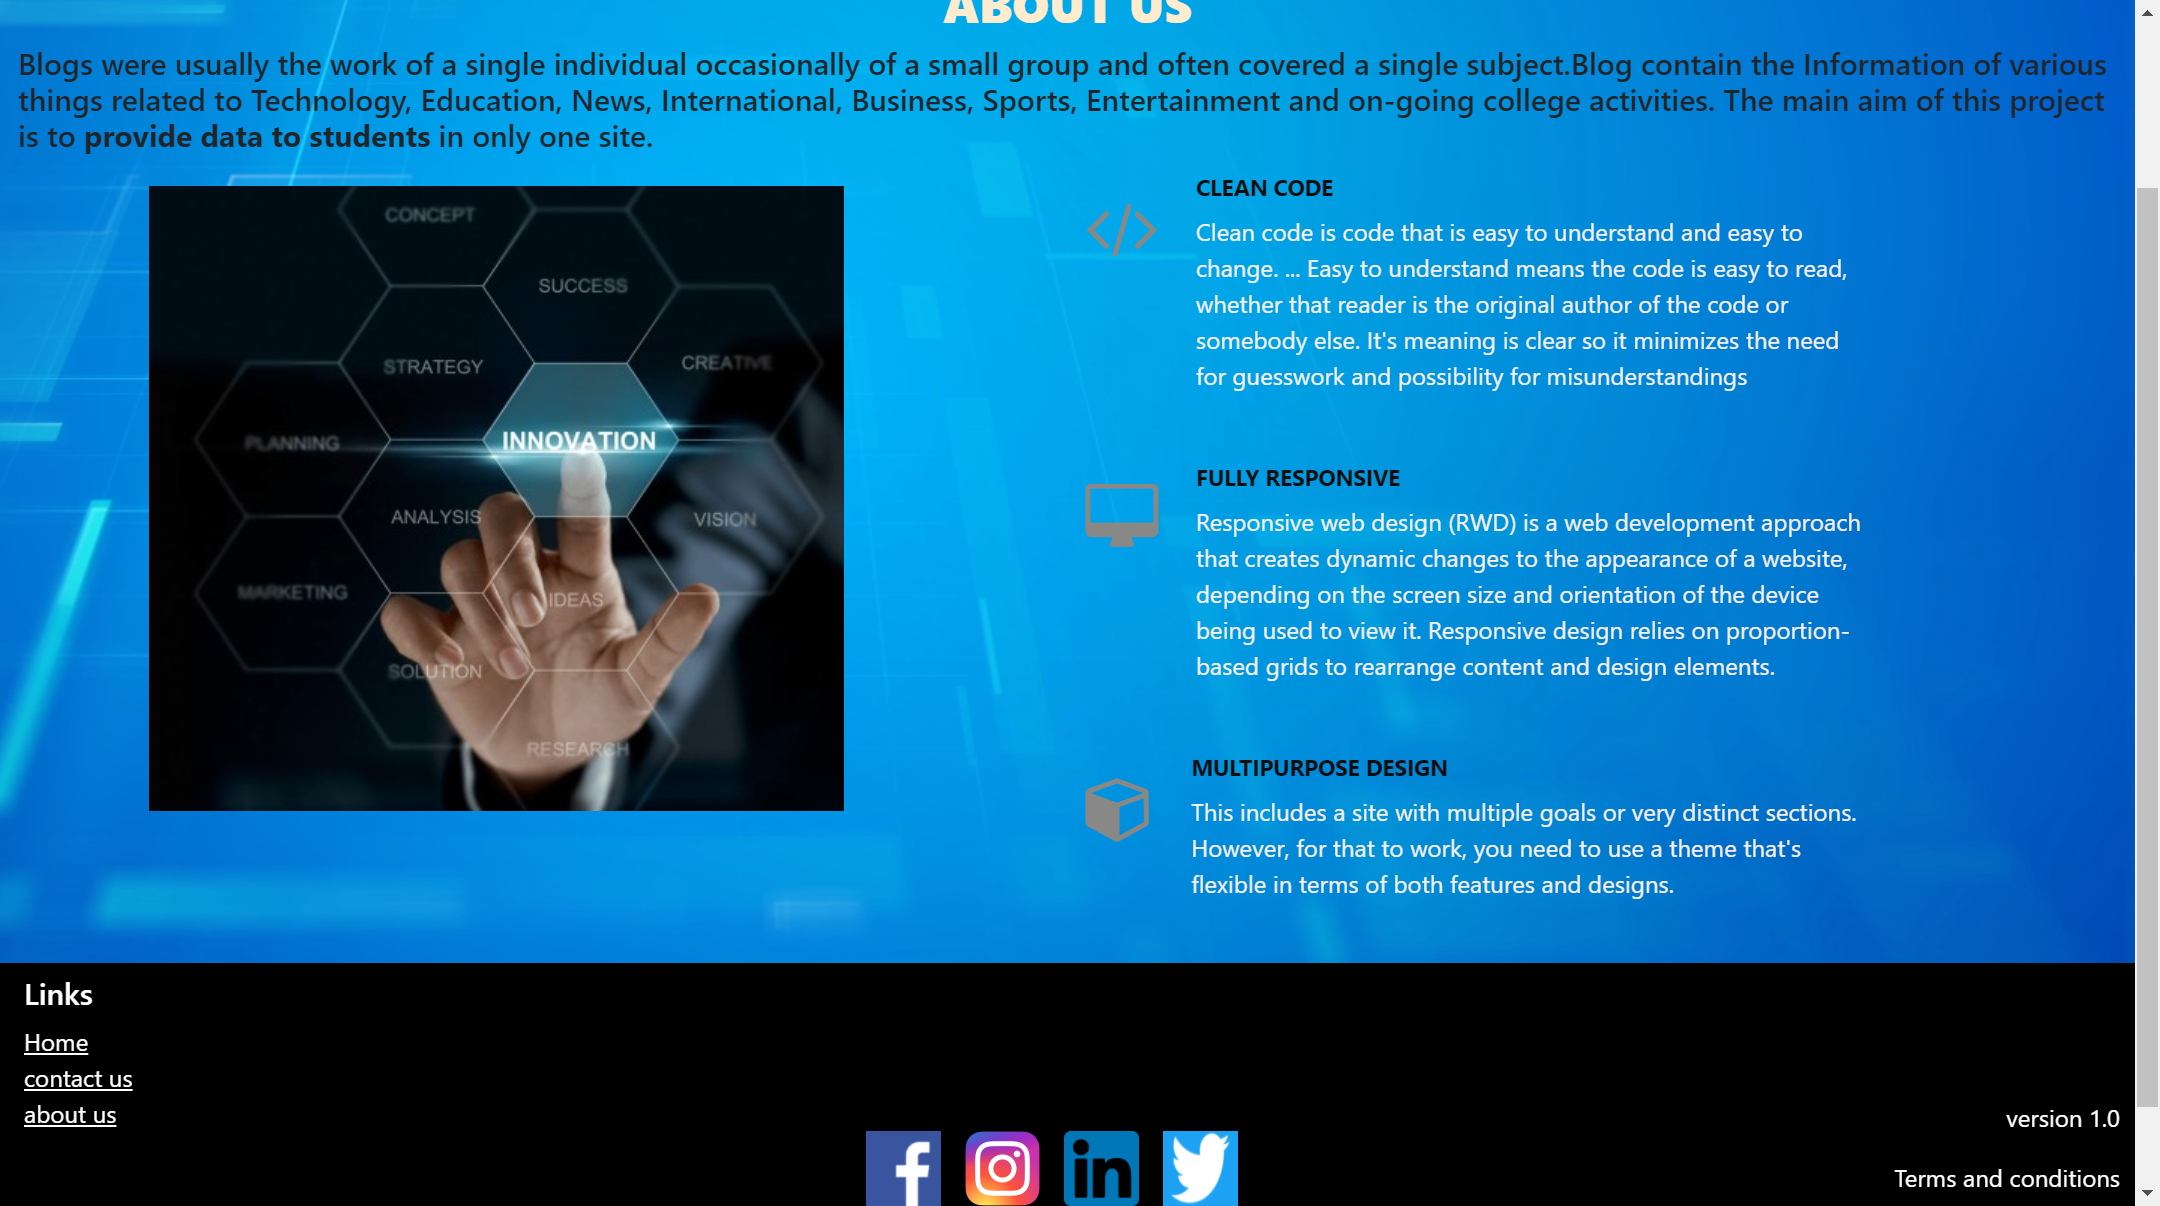 ABOUT US
Blogs were usually the work of a single individual occasionally of a small group and often covered a single subject.Blog contain the Information of various
things related to Technology, Education, News, International, Business, Sports, Entertainment and on-going college activities. The main aim of this project
is to provide data to students in only one site.
CONCEPT
SUCCESS
STRATEGY
CREATIVE
PLANNING
INNOVATION
ANALYSIS
VISION
MARKETING
IDEAS
SOLUTION
RESEARCH
CLEAN CODE
Clean code is code that is easy to understand and easy to
change. ... Easy to understand means the code is easy to read,
whether that reader is the original author of the code or
somebody else. It's meaning is clear so it minimizes the need
for guesswork and possibility for misunderstandings
FULLY RESPONSIVE
Responsive web design (RWD) is a web development approach
that creates dynamic changes to the appearance of a website,
depending on the screen size and orientation of the device
being used to view it. Responsive design relies on proportion-
based grids to rearrange content and design elements.
MULTIPURPOSE DESIGN
This includes a site with multiple goals or very distinct sections.
However, for that to work, you need to use a theme that's
flexible in terms of both features and designs.
Links
Home
contact us
about us
version 1.0
Terms and conditions